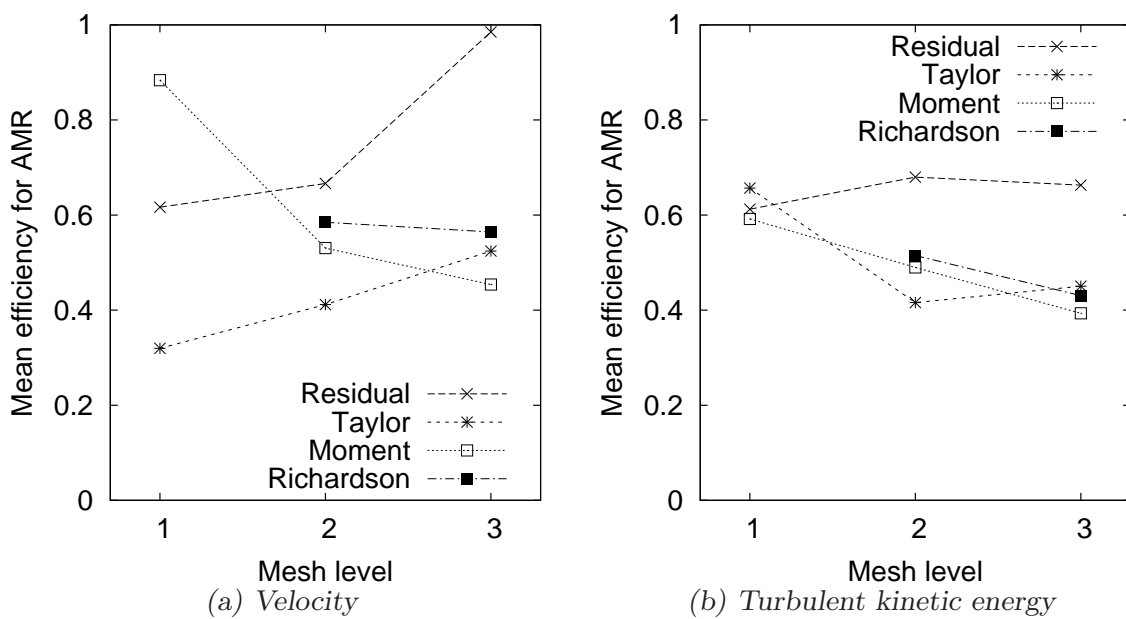 Mean efficiency for AMR
1
0.8
0.6
0.4
0.2
0
Residual
Taylor
Moment
Richardson
1 2 3
Mesh level
(a) Velocity
Mean efficiency for AMR
1
0.8
0.6
0.4
0.2
0
Residual
Taylor
Moment
Richardson
1 2 3
Mesh level
(b) Turbulent kinetic energy